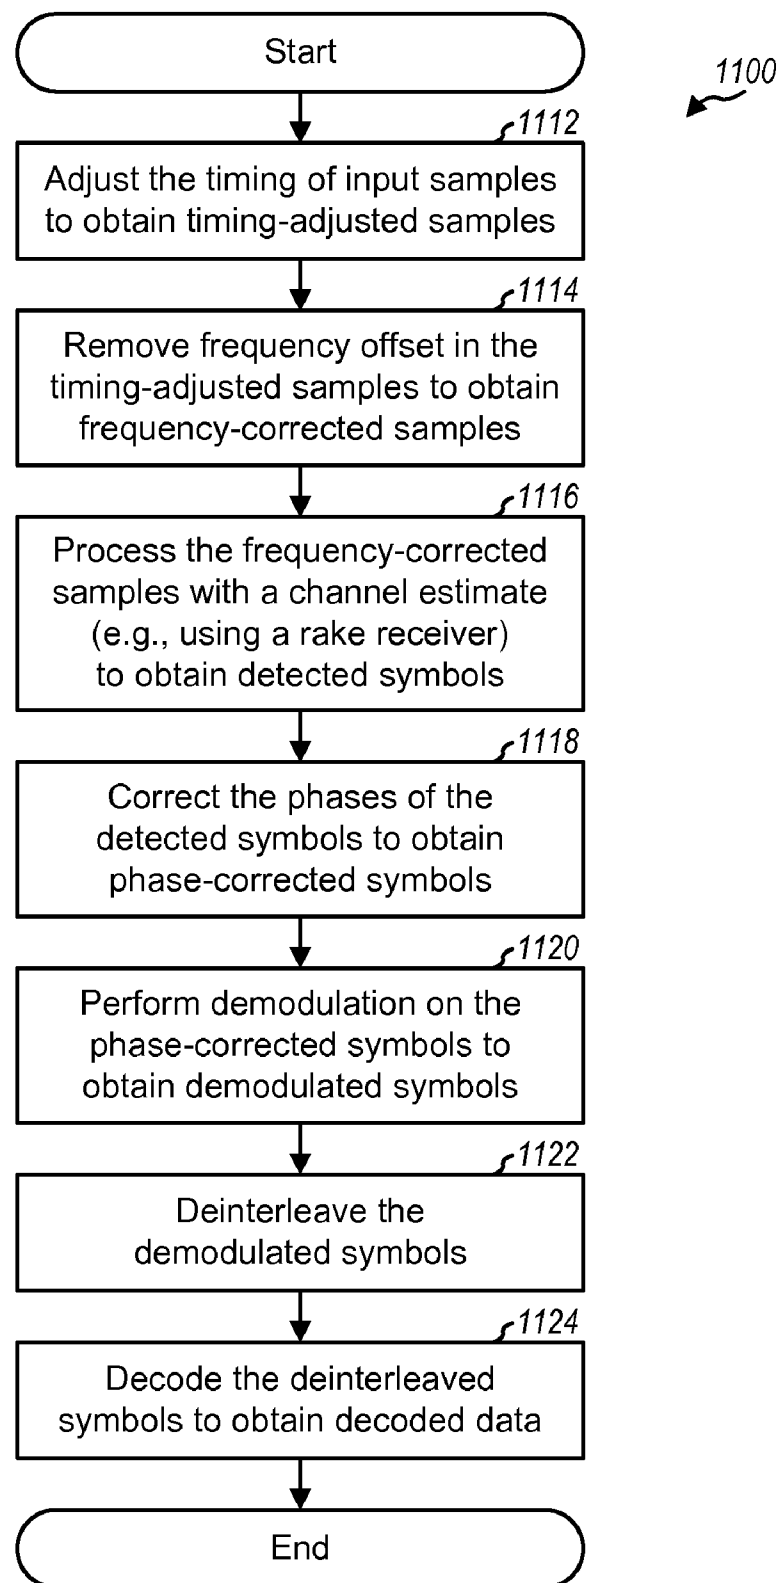 Start
1100
1112
Adjust the timing of input samples
to obtain timing-adjusted samples
1114
Remove frequency offset in the
timing-adjusted samples to obtain
frequency-corrected samples
1116
Process the frequency-corrected
samples with a channel estimate
(e.g., using a rake receiver)
to obtain detected symbols
1118
Correct the phases of the
detected symbols to obtain
phase-corrected symbols
1120
Perform demodulation on the
phase-corrected symbols to
obtain demodulated symbols
1122
Deinterleave the
demodulated symbols
1124
Decode the deinterleaved
symbols to obtain decoded data
End